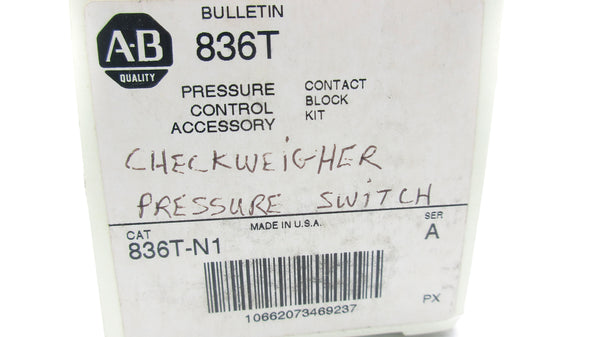 BULLETIN
A-B
QUALITY
836T
PRESSURE CONTROL ACCESSORY
CONTACT BLOCK KIT
CHECKWEIGHER
PRESSURE SWITCH
MADE IN U.S.A.
CAT
836T-N1
SER
A
10662073469237
PX